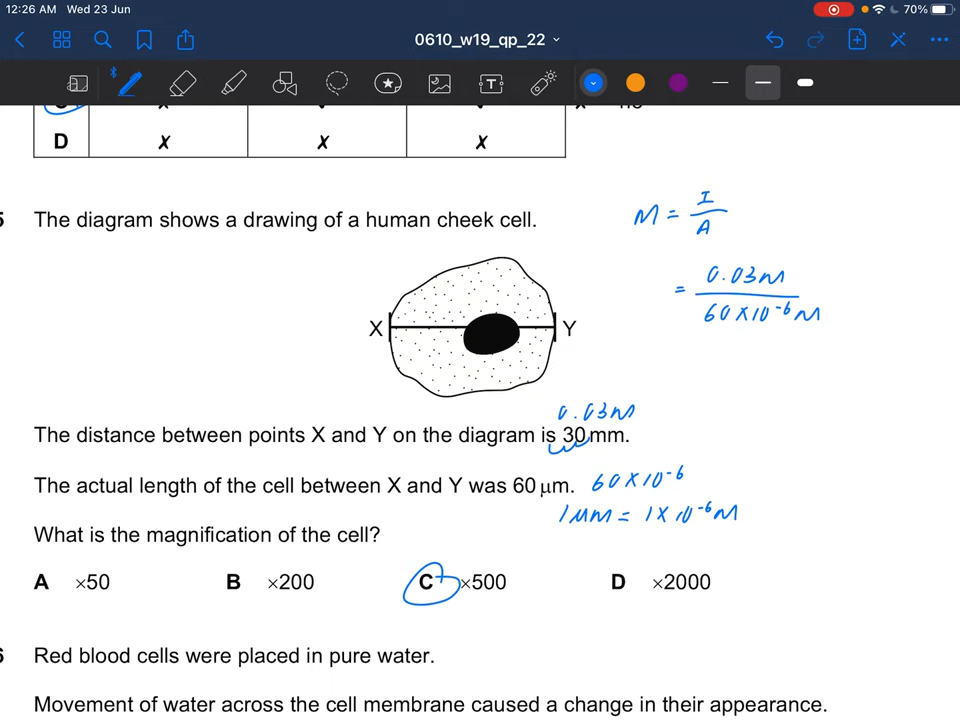 12:26 AM Wed 23 Jun
70%
0610_w19_qp_22
D ✗ ✗ ✗
The diagram shows a drawing of a human cheek cell.
M = I / A
= 0.03m / 60 × 10⁻⁶ m
X Y
0.03m
The distance between points X and Y on the diagram is 30 mm.
The actual length of the cell between X and Y was 60 μm. 60 × 10⁻⁶
1 μm = 1 × 10⁻⁶ m
What is the magnification of the cell?
A ×50 B ×200 C ×500 D ×2000
Red blood cells were placed in pure water.
Movement of water across the cell membrane caused a change in their appearance.